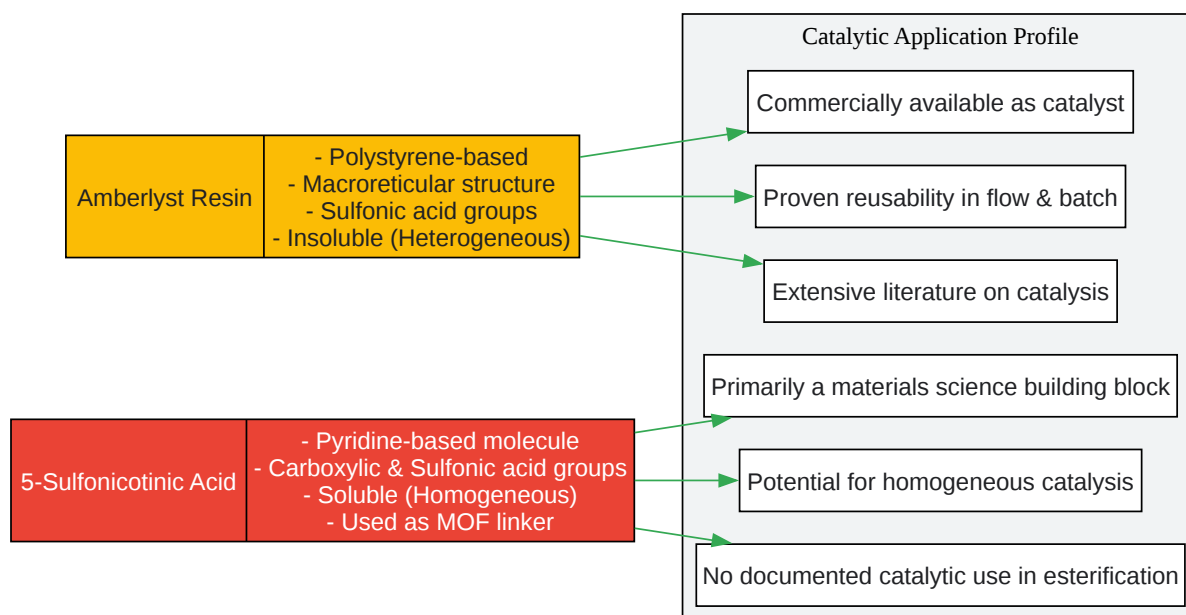 Catalytic Application Profile
Amberlyst Resin
- Polystyrene-based
- Macroreticular structure
- Sulfonic acid groups
- Insoluble (Heterogeneous)
Commercially available as catalyst
Proven reusability in flow & batch
Extensive literature on catalysis
5-Sulfonicotinic Acid
- Pyridine-based molecule
- Carboxylic & Sulfonic acid groups
- Soluble (Homogeneous)
- Used as MOF linker
Primarily a materials science building block
Potential for homogeneous catalysis
No documented catalytic use in esterification